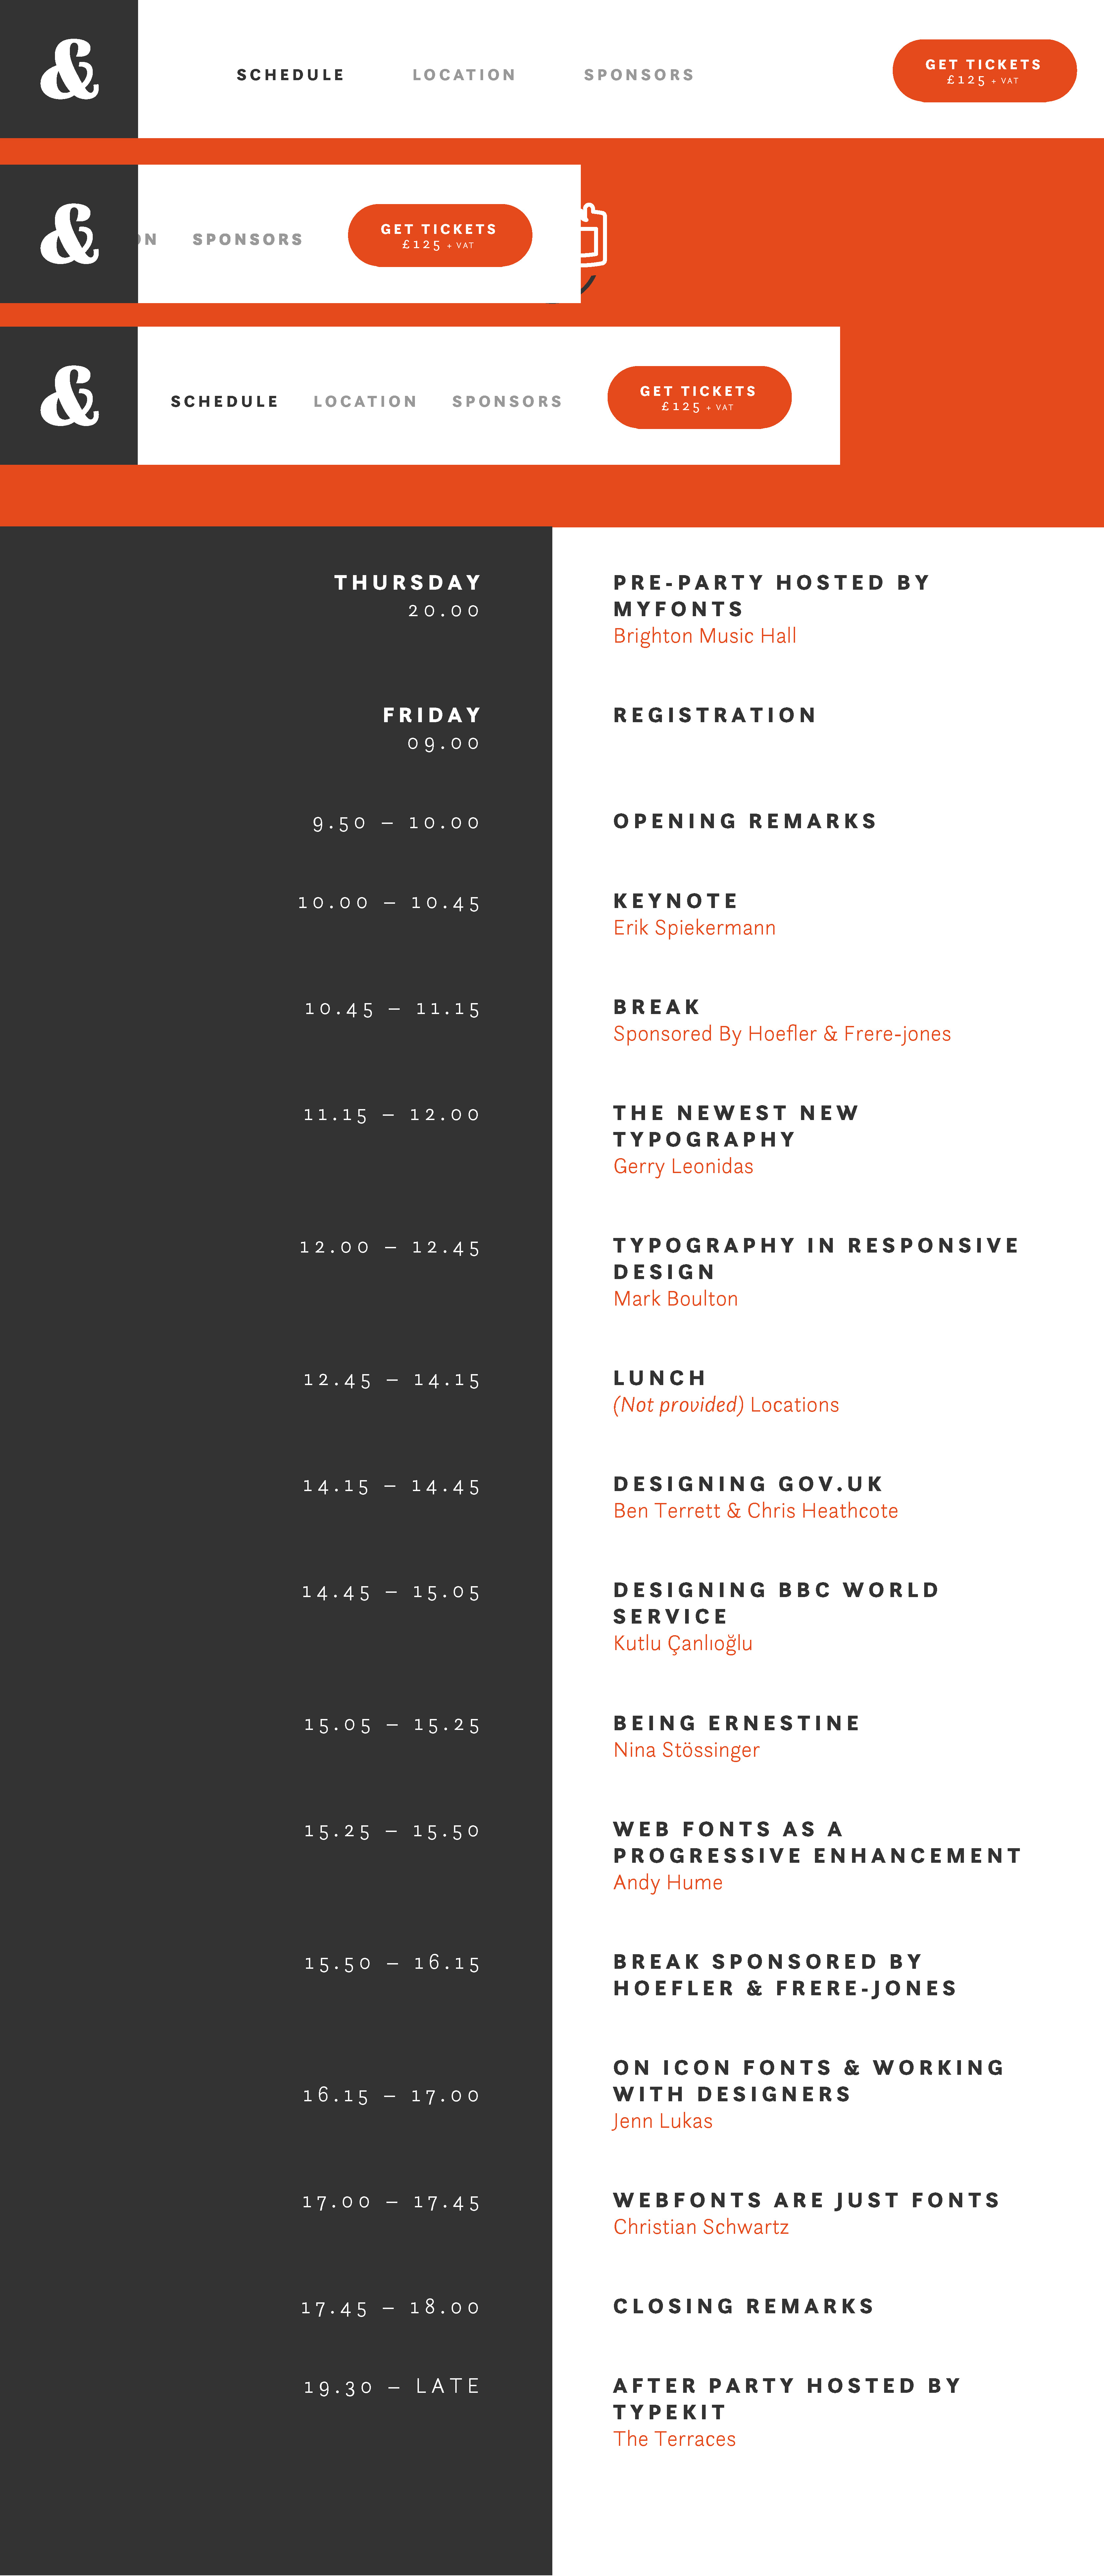 &
SCHEDULE LOCATION SPONSORS
GET TICKETS
£125 + VAT
&
ON SPONSORS
GET TICKETS
£125 + VAT
&
SCHEDULE LOCATION SPONSORS
GET TICKETS
£125 + VAT
THURSDAY
20.00
PRE-PARTY HOSTED BY
MYFONTS
Brighton Music Hall
FRIDAY
09.00
REGISTRATION
9.50 – 10.00
OPENING REMARKS
10.00 – 10.45
KEYNOTE
Erik Spiekermann
10.45 – 11.15
BREAK
Sponsored By Hoefler & Frere-jones
11.15 – 12.00
THE NEWEST NEW
TYPOGRAPHY
Gerry Leonidas
12.00 – 12.45
TYPOGRAPHY IN RESPONSIVE
DESIGN
Mark Boulton
12.45 – 14.15
LUNCH
(Not provided) Locations
14.15 – 14.45
DESIGNING GOV.UK
Ben Terrett & Chris Heathcote
14.45 – 15.05
DESIGNING BBC WORLD
SERVICE
Kutlu Çanlıoğlu
15.05 – 15.25
BEING ERNESTINE
Nina Stössinger
15.25 – 15.50
WEB FONTS AS A
PROGRESSIVE ENHANCEMENT
Andy Hume
15.50 – 16.15
BREAK SPONSORED BY
HOEFLER & FRERE-JONES
16.15 – 17.00
ON ICON FONTS & WORKING
WITH DESIGNERS
Jenn Lukas
17.00 – 17.45
WEBFONTS ARE JUST FONTS
Christian Schwartz
17.45 – 18.00
CLOSING REMARKS
19.30 – LATE
AFTER PARTY HOSTED BY
TYPEKIT
The Terraces